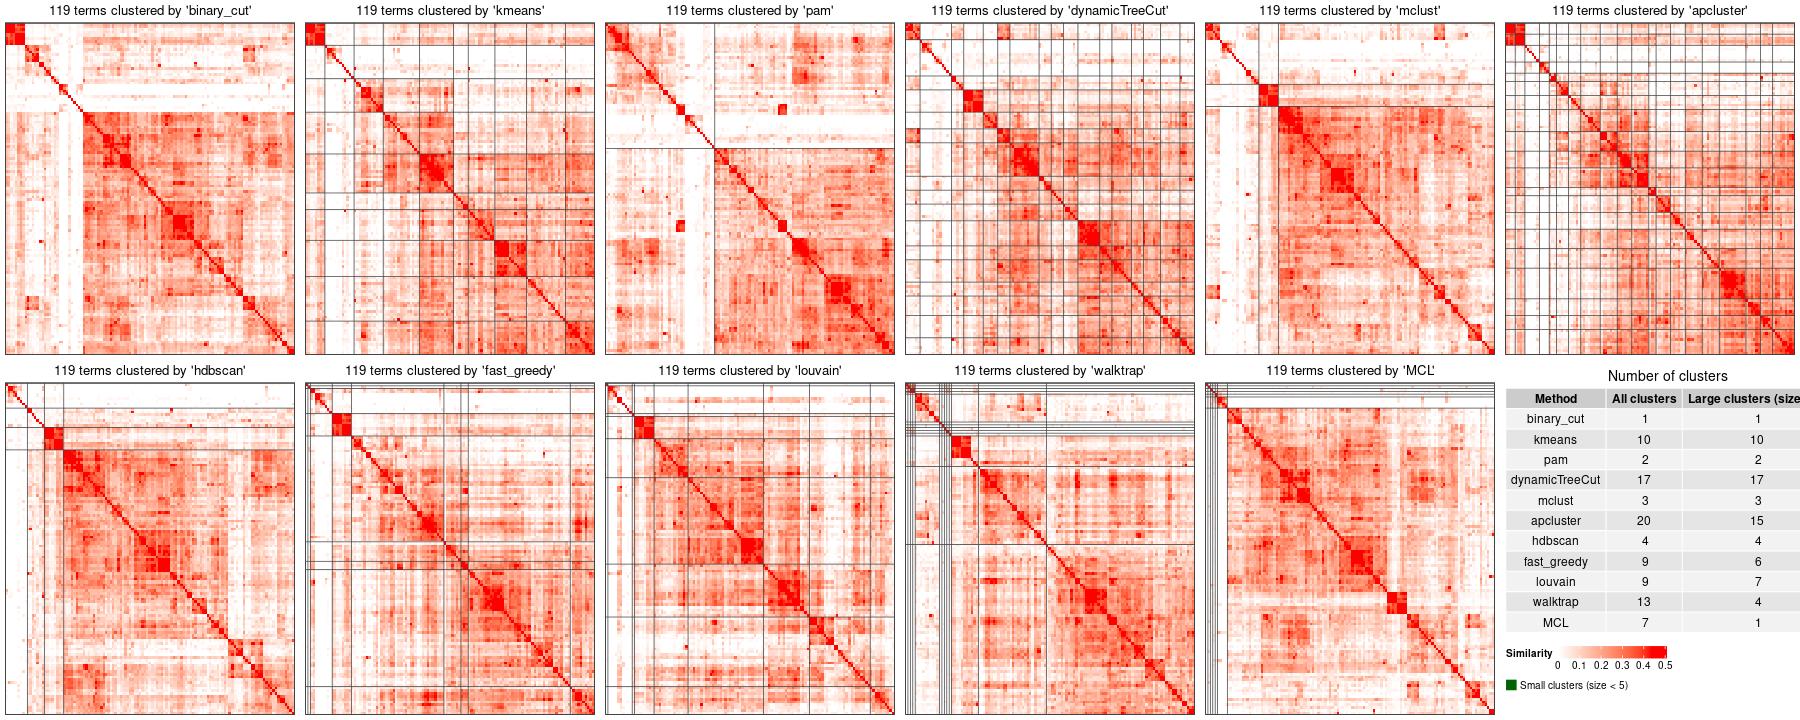 119 terms clustered by 'binary_cut'
119 terms clustered by 'kmeans'
119 terms clustered by 'pam'
119 terms clustered by 'dynamicTreeCut'
119 terms clustered by 'mclust'
119 terms clustered by 'apcluster'
119 terms clustered by 'hdbscan'
119 terms clustered by 'fast_greedy'
119 terms clustered by 'louvain'
119 terms clustered by 'walktrap'
119 terms clustered by 'MCL'
Number of clusters
Method All clusters Large clusters (size
binary_cut 1 1
kmeans 10 10
pam 2 2
dynamicTreeCut 17 17
mclust 3 3
apcluster 20 15
hdbscan 4 4
fast_greedy 9 6
louvain 9 7
walktrap 13 4
MCL 7 1
Similarity
0 0.1 0.2 0.3 0.4 0.5
Small clusters (size < 5)